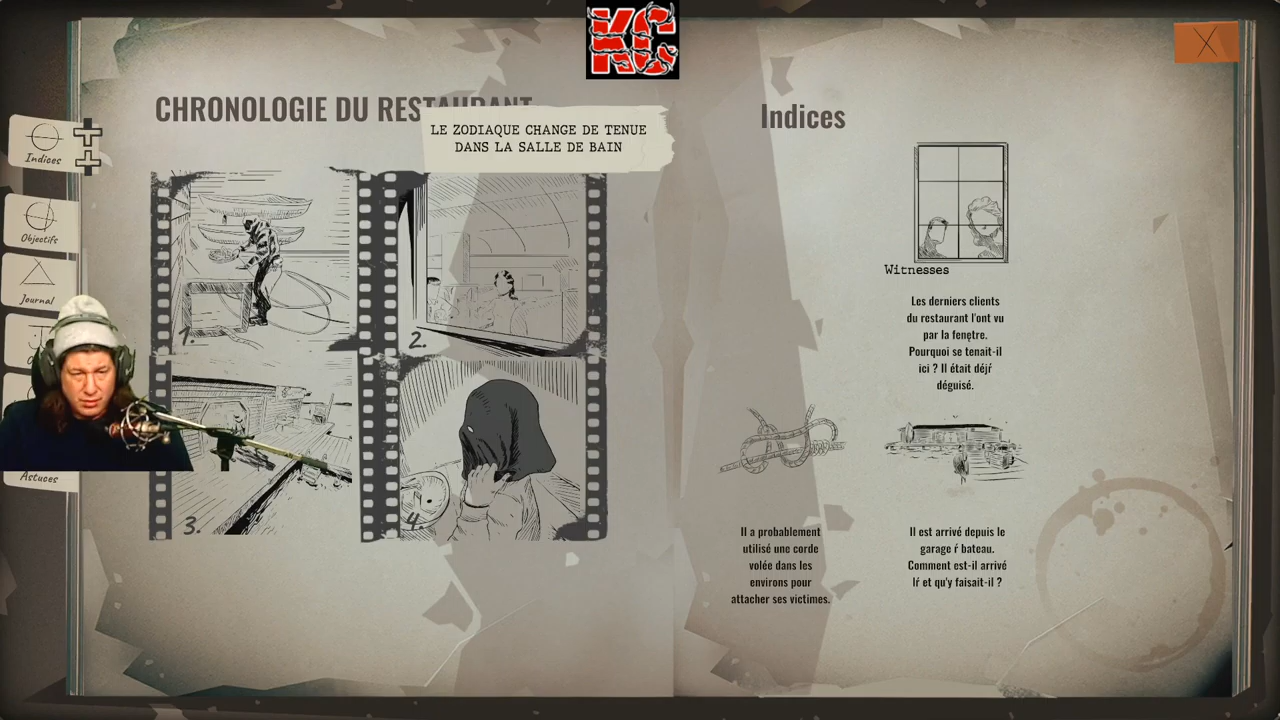 KC
CHRONOLOGIE DU RESTAURANT
LE ZODIAQUE CHANGE DE TENUE
DANS LA SALLE DE BAIN
Indices
Objectifs
Journal
Astuces
1.
2.
3.
4.
Indices
Witnesses
Les derniers clients
du restaurant l'ont vu
par la fenętre.
Pourquoi se tenait-il
ici ? Il était déjŕ
déguisé.
Il a probablement
utilisé une corde
volée dans les
environs pour
attacher ses victimes.
Il est arrivé depuis le
garage ŕ bateau.
Comment est-il arrivé
lŕ et qu'y faisait-il ?